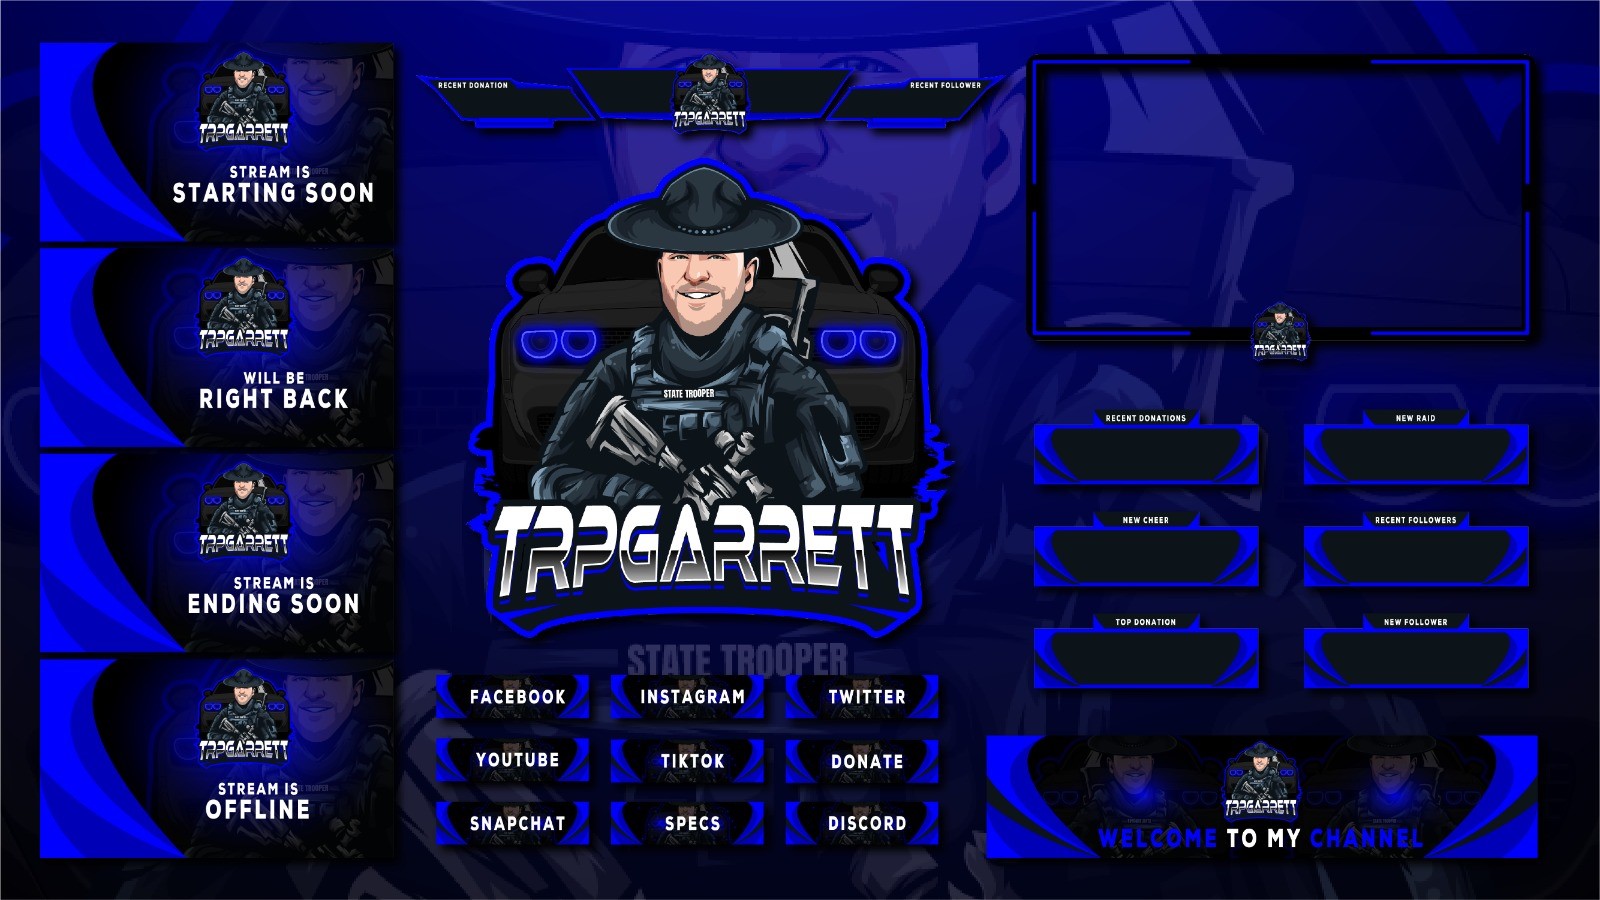 TRPGARRETT
STREAM IS
STARTING SOON
TRPGARRETT
WILL BE
RIGHT BACK
TRPGARRETT
STREAM IS
ENDING SOON
TRPGARRETT
STREAM IS
OFFLINE
RECENT DONATION
TRPGARRETT
RECENT FOLLOWER
STATE TROOPER
TRPGARRETT
STATE TROOPER
FACEBOOK
INSTAGRAM
TWITTER
YOUTUBE
TIKTOK
DONATE
SNAPCHAT
SPECS
DISCORD
TRPGARRETT
RECENT DONATIONS
NEW RAID
NEW CHEER
RECENT FOLLOWERS
TOP DONATION
NEW FOLLOWER
TRPGARRETT
WELCOME TO MY CHANNEL